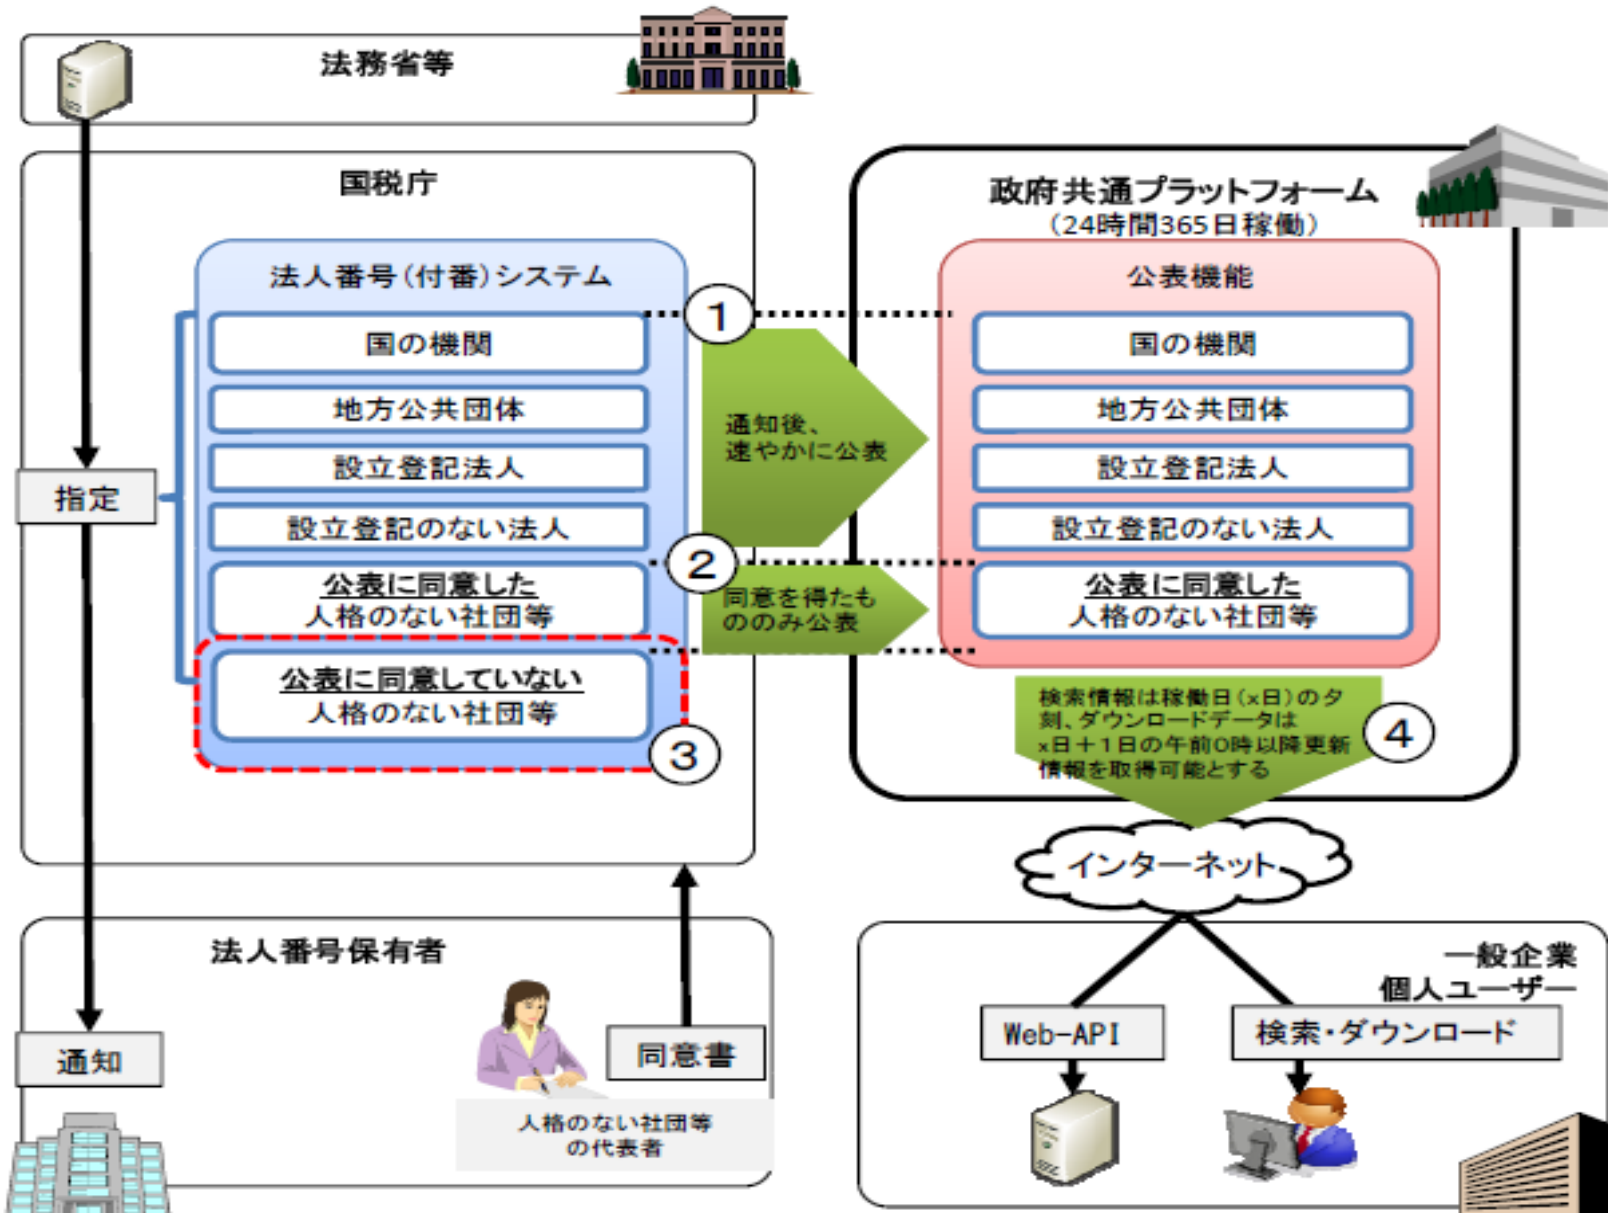 法務省等
国税庁
法人番号(付番)システム
国の機関
地方公共団体
設立登記法人
設立登記のない法人
公表に同意した
人格のない社団等
公表に同意していない
人格のない社団等
指定
①
通知後、
速やかに公表
②
同意を得たも
ののみ公表
③
政府共通プラットフォーム
(24時間365日稼働)
公表機能
国の機関
地方公共団体
設立登記法人
設立登記のない法人
公表に同意した
人格のない社団等
検索情報は稼働日(x日)の夕
刻、ダウンロードデータは
x日+1日の午前0時以降更新
情報を取得可能とする
④
インターネット
法人番号保有者
通知
同意書
人格のない社団等
の代表者
一般企業
個人ユーザー
Web-API
検索・ダウンロード